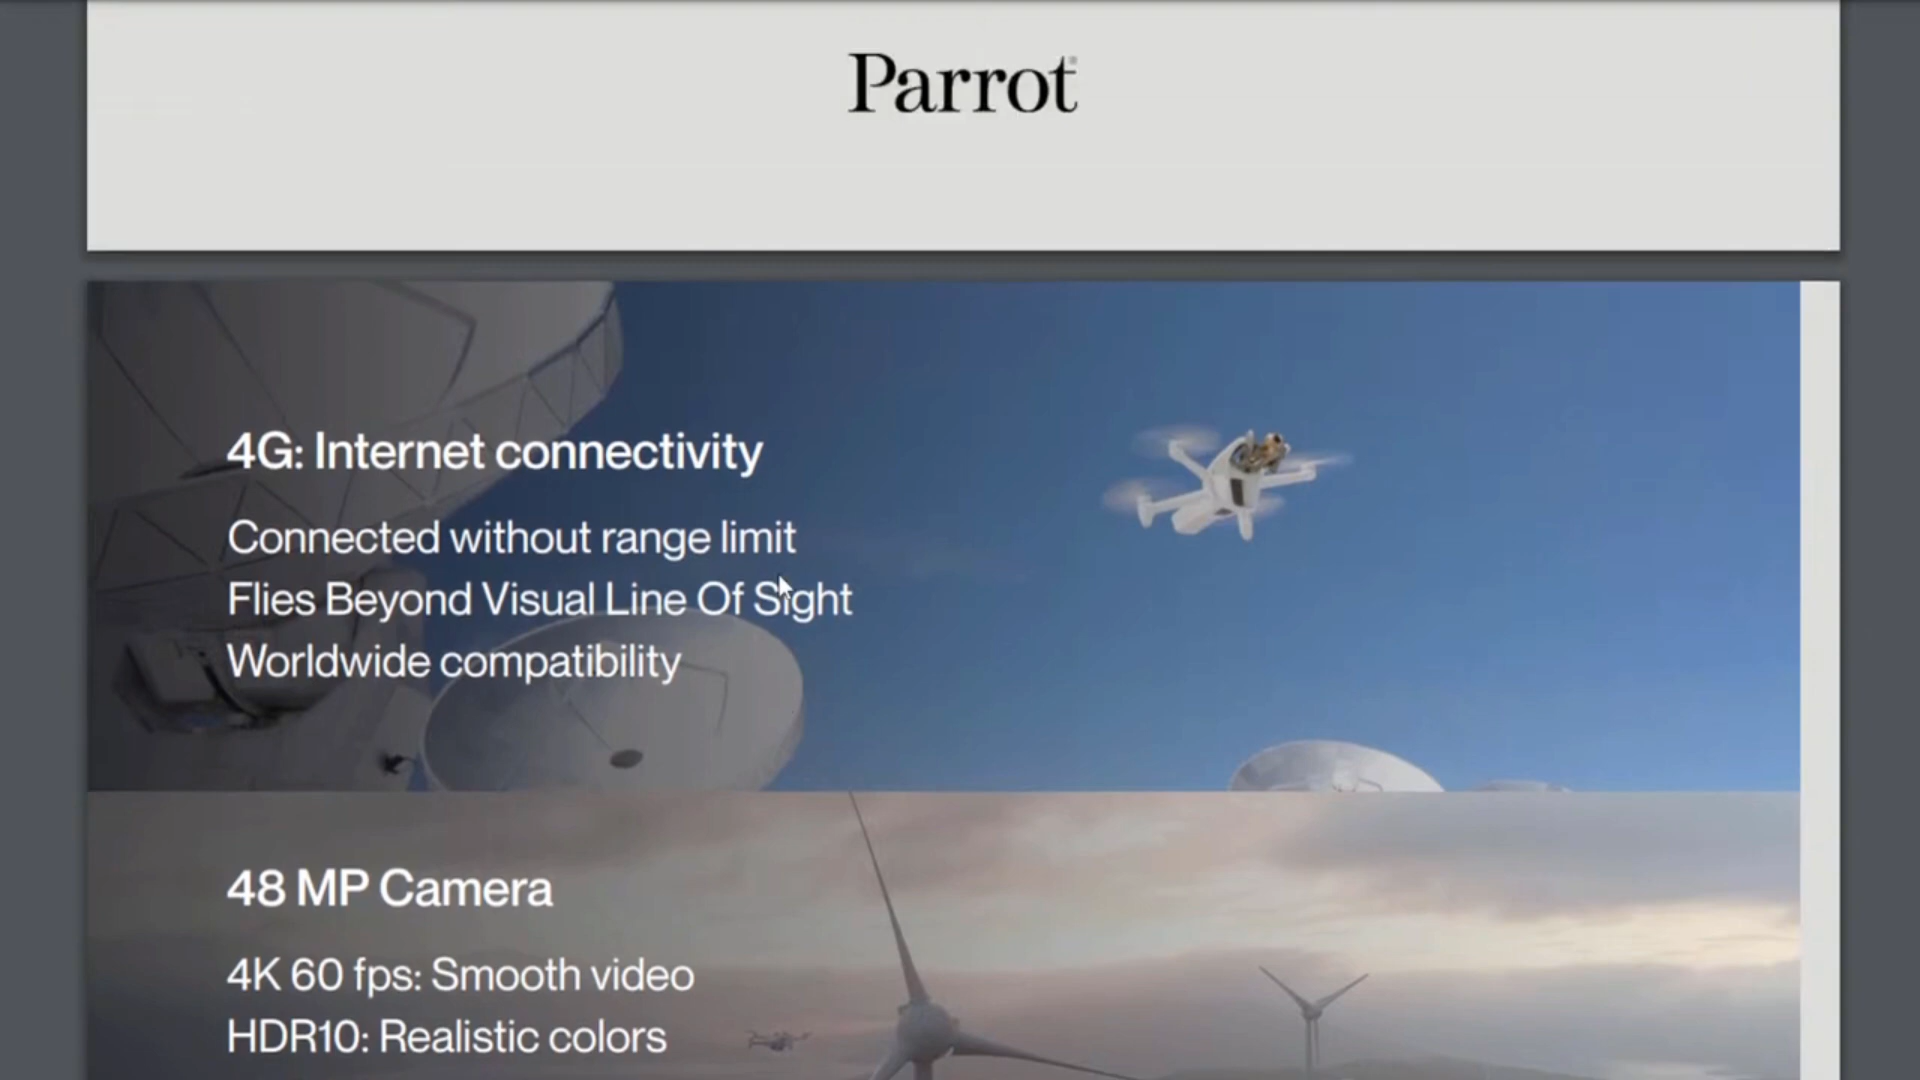 Parrot
4G: Internet connectivity
Connected without range limit
Flies Beyond Visual Line Of Sight
Worldwide compatibility
48 MP Camera
4K 60 fps: Smooth video
HDR10: Realistic colors